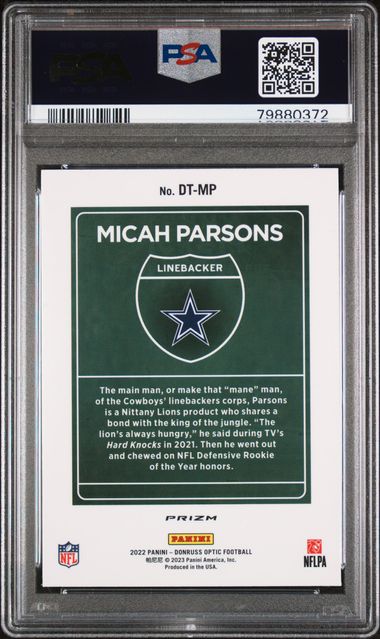 PSA
PSA
79880372
No. DT-MP
MICAH PARSONS
LINEBACKER
The main man, or make that “mane” man,
of the Cowboys’ linebackers corps, Parsons
is a Nittany Lions product who shares a
bond with the king of the jungle. “The
lion’s always hungry,” he said during TV’s
Hard Knocks in 2021. Then he went out
and chewed on NFL Defensive Rookie
of the Year honors.
PRIZM
PANINI
NFL
2022 PANINI – DONRUSS OPTIC FOOTBALL
帕尼尼 © 2023 Panini America, Inc.
Produced in the USA.
NFLPA